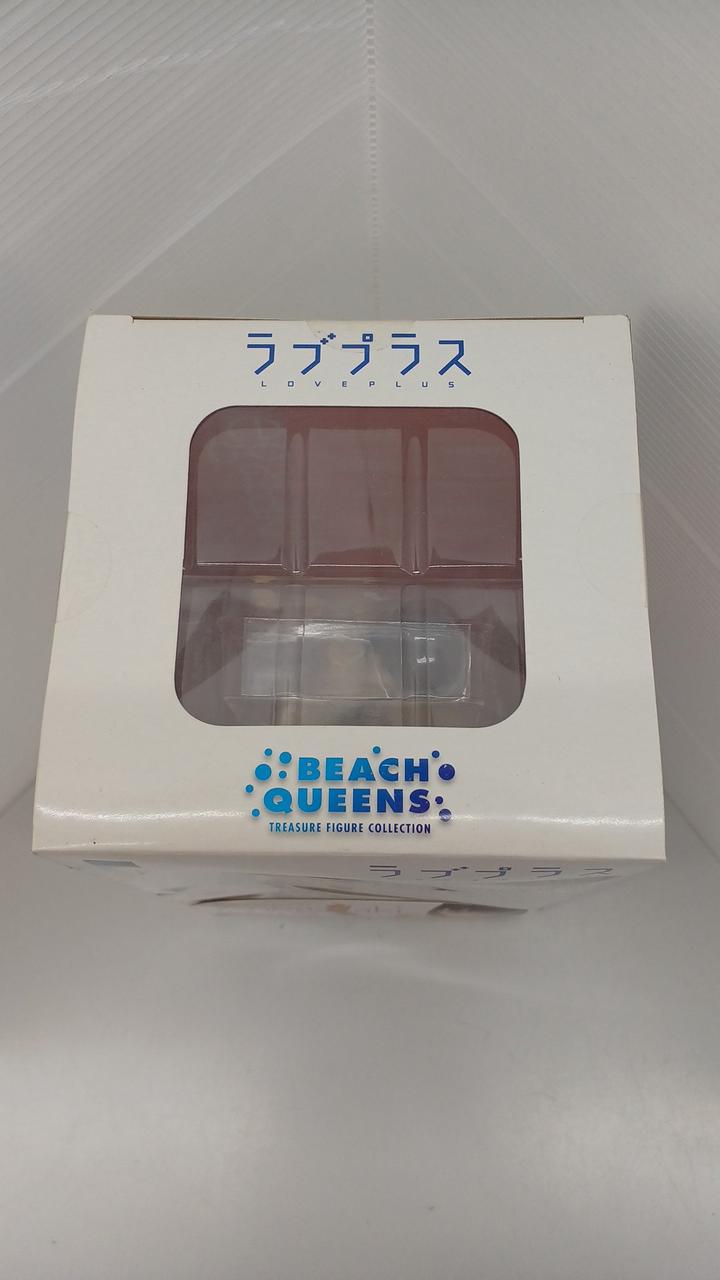 ラブプラス
LOVEPLUS
BEACH
QUEENS
TREASURE FIGURE COLLECTION
ラブプラス